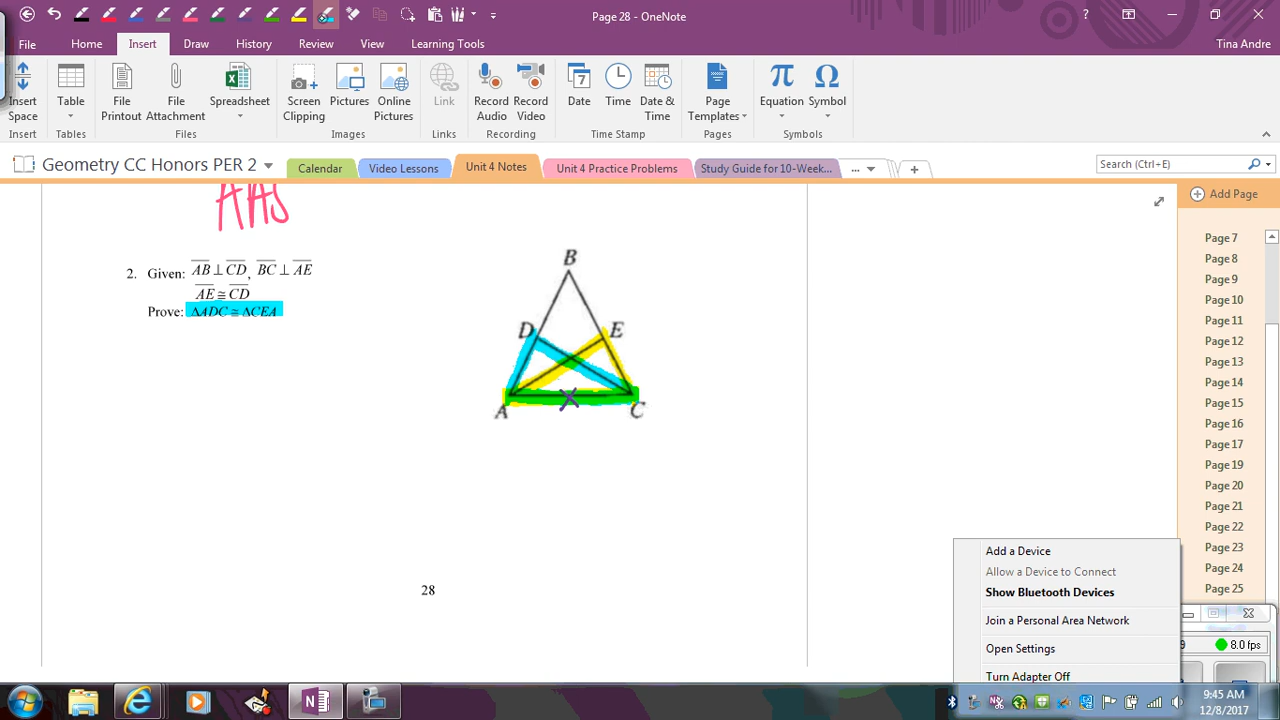 Page 28 - OneNote
?
Tina Andre
File
Home
Insert
Draw
History
Review
View
Learning Tools
Insert Space
Table
File Printout
File Attachment
Spreadsheet
Screen Clipping
Pictures
Online Pictures
Link
Record Audio
Record Video
Date
Time
Date & Time
Page Templates
π Equation
Ω Symbol
Insert
Tables
Files
Images
Links
Recording
Time Stamp
Pages
Symbols
Geometry CC Honors PER 2
Calendar
Video Lessons
Unit 4 Notes
Unit 4 Practice Problems
Study Guide for 10-Week...
...
Search (Ctrl+E)
Add Page
AAS
2. Given: AB ⊥ CD, BC ⊥ AE
AE ≅ CD
Prove: ΔADC ≅ ΔCEA
B
D
E
A
C
28
Page 7
Page 8
Page 9
Page 10
Page 11
Page 12
Page 13
Page 14
Page 15
Page 16
Page 17
Page 19
Page 20
Page 21
Page 22
Page 23
Page 24
Page 25
Add a Device
Allow a Device to Connect
Show Bluetooth Devices
Join a Personal Area Network
Open Settings
Turn Adapter Off
9
8.0 fps
9:45 AM
12/8/2017